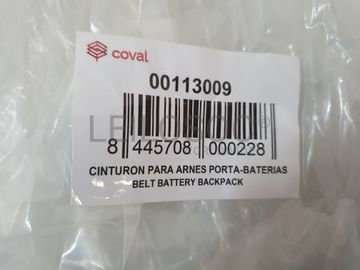 coval
00113009
8 445708 000228
CINTURON PARA ARNES PORTA-BATERIAS
BELT BATTERY BACKPACK